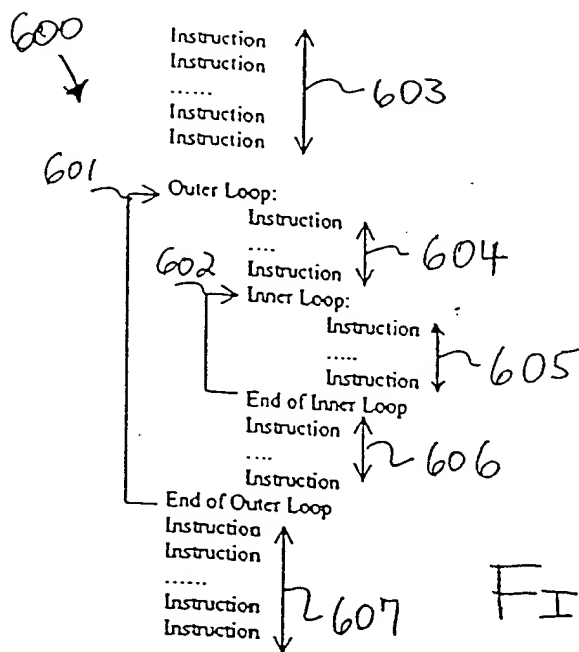 600
Instruction
Instruction
......
Instruction
Instruction
603
601
Outer Loop:
Instruction
....
Instruction
604
602
Inner Loop:
Instruction
.....
Instruction
605
End of Inner Loop
Instruction
....
Instruction
606
End of Outer Loop
Instruction
Instruction
......
Instruction
Instruction
607
FI